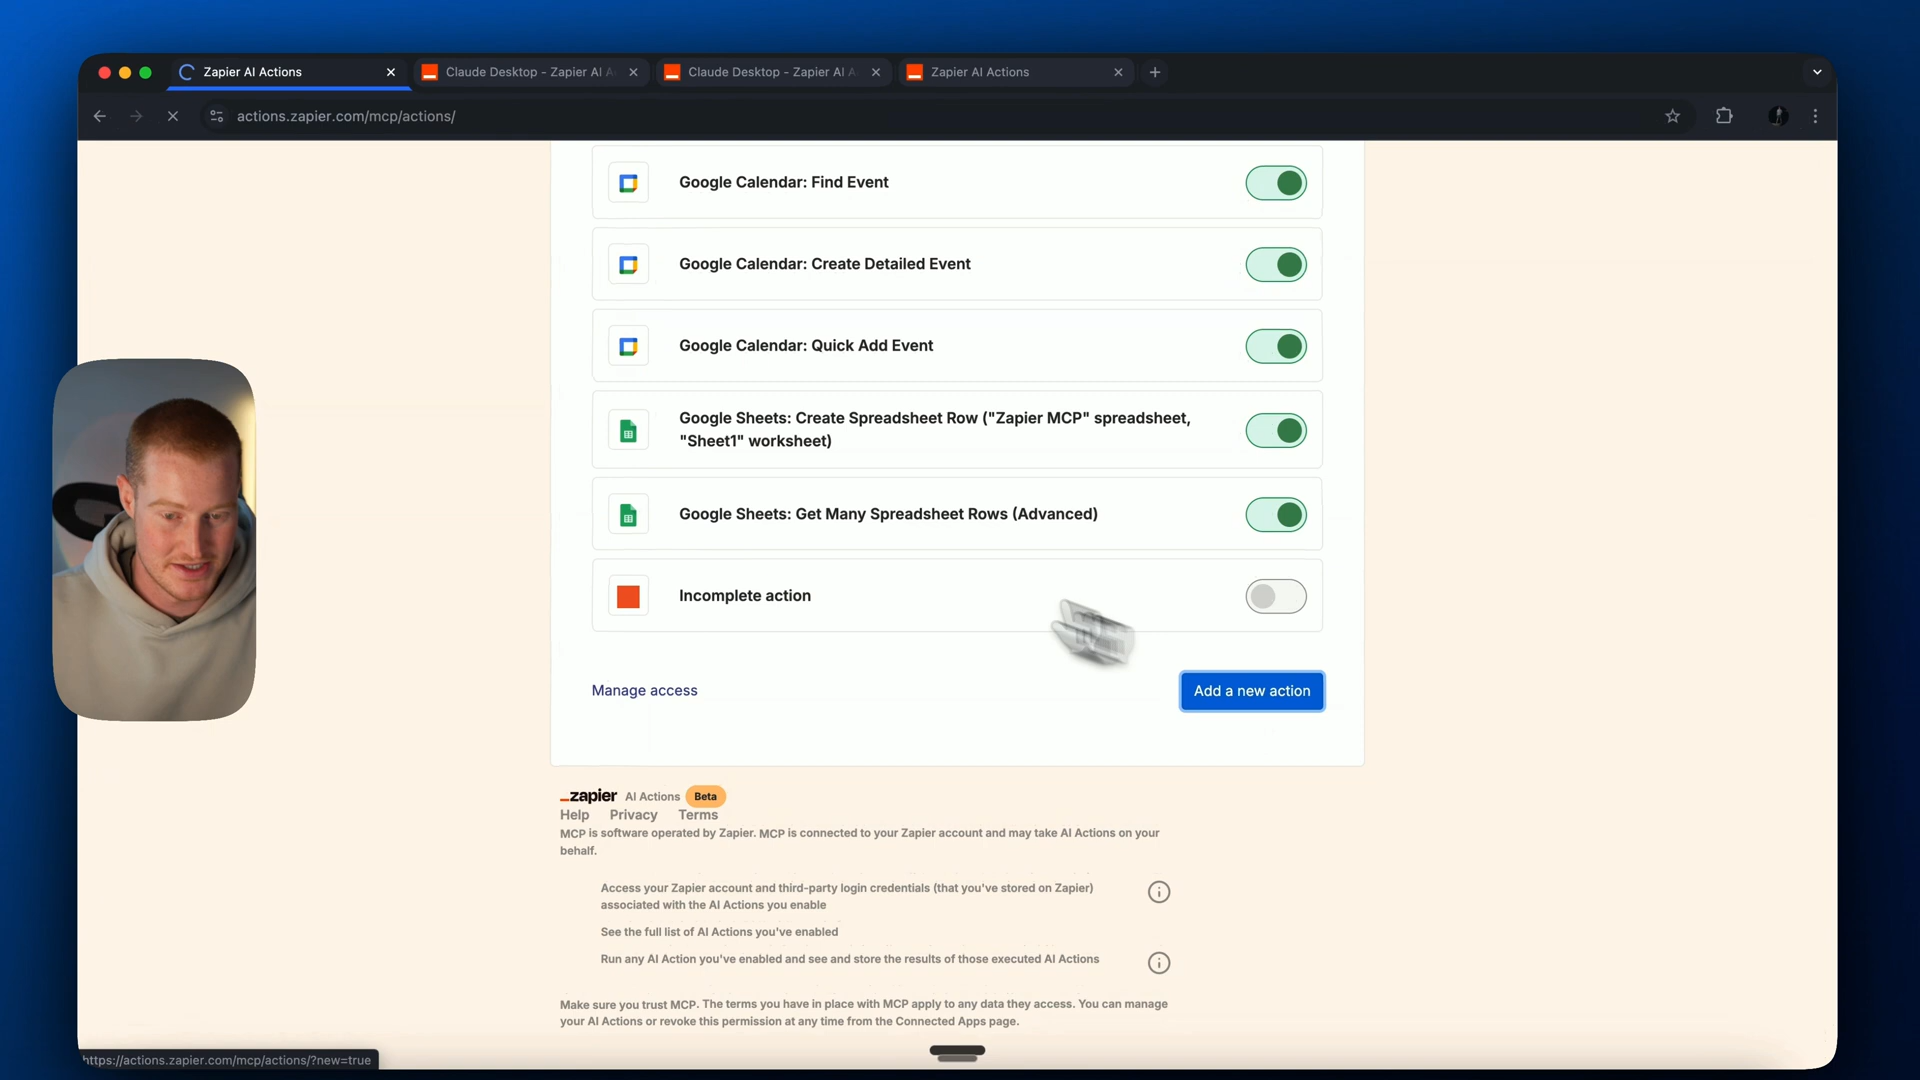 Zapier AI Actions
Claude Desktop - Zapier AI A
Claude Desktop - Zapier AI A
Zapier AI Actions
actions.zapier.com/mcp/actions/
Google Calendar: Find Event
Google Calendar: Create Detailed Event
Google Calendar: Quick Add Event
Google Sheets: Create Spreadsheet Row ("Zapier MCP" spreadsheet,
"Sheet1" worksheet)
Google Sheets: Get Many Spreadsheet Rows (Advanced)
Incomplete action
Manage access
Add a new action
zapier AI Actions Beta
Help Privacy Terms
MCP is software operated by Zapier. MCP is connected to your Zapier account and may take AI Actions on your
behalf.
Access your Zapier account and third-party login credentials (that you've stored on Zapier)
associated with the AI Actions you enable
See the full list of AI Actions you've enabled
Run any AI Action you've enabled and see and store the results of those executed AI Actions
Make sure you trust MCP. The terms you have in place with MCP apply to any data they access. You can manage
your AI Actions or revoke this permission at any time from the Connected Apps page.
https://actions.zapier.com/mcp/actions/?new=true